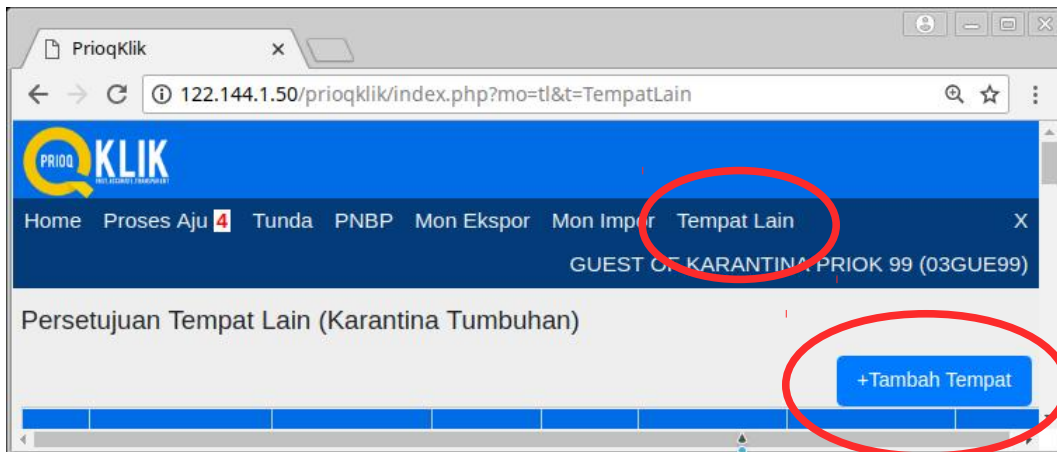 PrioqKlik
122.144.1.50/prioqklik/index.php?mo=tl&t=TempatLain
PRIOQ KLIK
Home Proses Aju 4 Tunda PNBP Mon Ekspor Mon Impor Tempat Lain X
GUEST OF KARANTINA PRIOK 99 (03GUE99)
Persetujuan Tempat Lain (Karantina Tumbuhan)
+Tambah Tempat